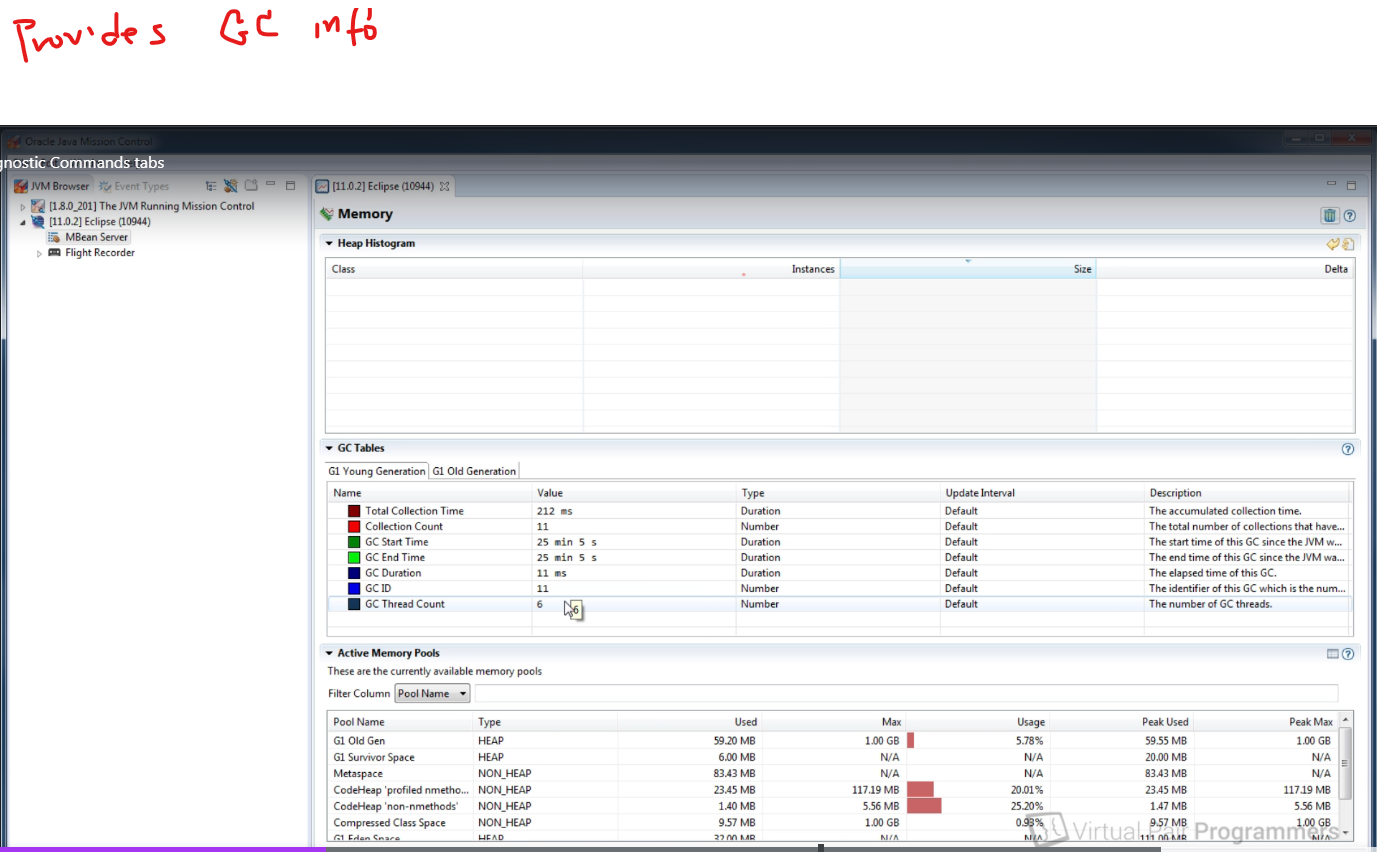 Provides GC info
Oracle Java Mission Control
gnostic Commands tabs
JVM Browser Event Types
[11.0.2] Eclipse (10944)
[1.8.0_201] The JVM Running Mission Control
[11.0.2] Eclipse (10944)
MBean Server
Flight Recorder
Memory
Heap Histogram
Class Instances Size Delta
GC Tables
G1 Young Generation G1 Old Generation
Name Value Type Update Interval Description
Total Collection Time 212 ms Duration Default The accumulated collection time.
Collection Count 11 Number Default The total number of collections that have...
GC Start Time 25 min 5 s Duration Default The start time of this GC since the JVM w...
GC End Time 25 min 5 s Duration Default The end time of this GC since the JVM wa...
GC Duration 11 ms Duration Default The elapsed time of this GC.
GC ID 11 Number Default The identifier of this GC which is the num...
GC Thread Count 6 Number Default The number of GC threads.
6
Active Memory Pools
These are the currently available memory pools
Filter Column Pool Name
Pool Name Type Used Max Usage Peak Used Peak Max
G1 Old Gen HEAP 59.20 MB 1.00 GB 5.78% 59.55 MB 1.00 GB
G1 Survivor Space HEAP 6.00 MB N/A N/A 20.00 MB N/A
Metaspace NON_HEAP 83.43 MB N/A N/A 83.43 MB N/A
CodeHeap 'profiled nmetho... NON_HEAP 23.45 MB 117.19 MB 20.01% 23.45 MB 117.19 MB
CodeHeap 'non-nmethods' NON_HEAP 1.40 MB 5.56 MB 25.20% 1.47 MB 5.56 MB
Compressed Class Space NON_HEAP 9.57 MB 1.00 GB 0.93% 9.57 MB 1.00 GB
G1 Eden Space HEAP 32.00 MB N/A N/A 111.00 MB N/A
Virtual Pair Programmers